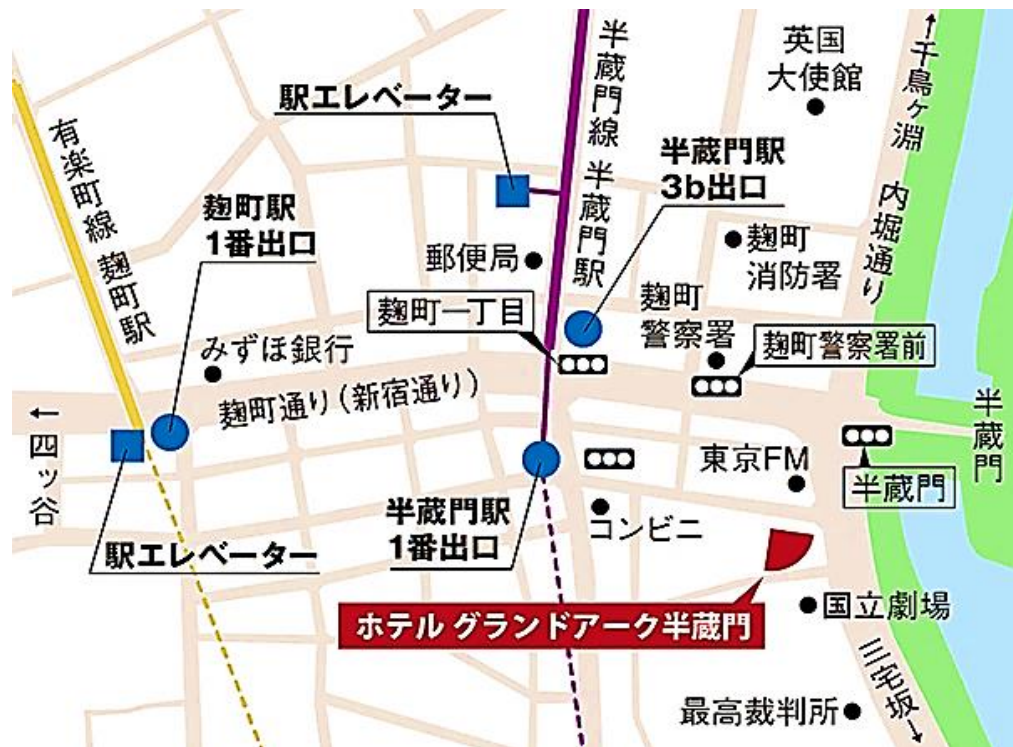 英国
大使館
↑千鳥ヶ淵
内堀通り
半蔵門線 半蔵門駅
駅エレベーター
半蔵門駅
3b出口
有楽町線 麹町駅
麹町駅
1番出口
郵便局
麹町
消防署
麹町一丁目
麹町
警察署
麹町警察署前
みずほ銀行
麹町通り(新宿通り)
←四ッ谷
半蔵門
東京FM
半蔵門
半蔵門駅
1番出口
コンビニ
駅エレベーター
ホテル グランドアーク半蔵門
国立劇場
三宅坂→
最高裁判所